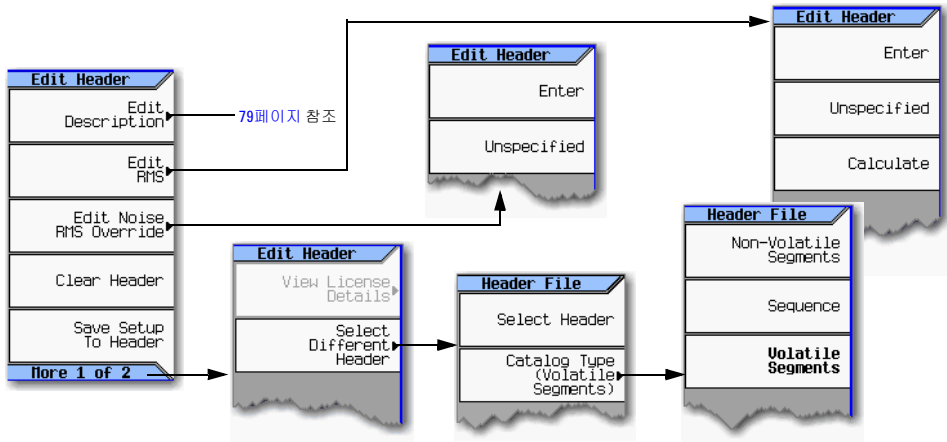 Edit Header
Edit
Description
79페이지 참조
Edit
RMS
Edit Noise
RMS Override
Clear Header
Save Setup
To Header
More 1 of 2
Edit Header
Enter
Unspecified
Edit Header
Enter
Unspecified
Calculate
Edit Header
View License
Details
Select
Different
Header
Header File
Select Header
Catalog Type
(Volatile
Segments)
Header File
Non-Volatile
Segments
Sequence
Volatile
Segments